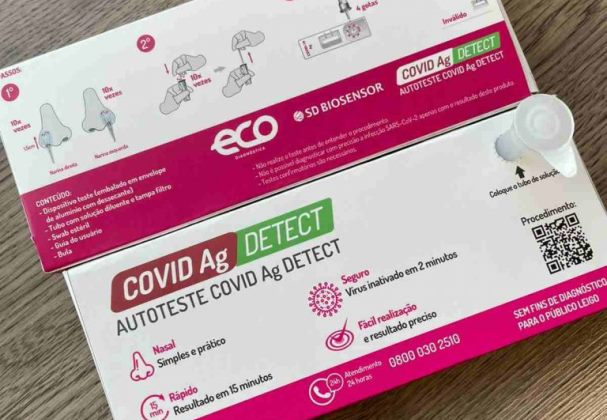 PASSOS.
1º
10x
vezes
10x
vezes
1,5cm
Narina direita
Narina esquerda
2º
10x
vezes
4 gotas
Inválido
COVID Ag DETECT
AUTOTESTE COVID Ag DETECT
eco
DIAGNÓSTICA
SD BIOSENSOR
- Não realize o teste antes de entender o procedimento.
- Não é possível diagnosticar com precisão a infecção SARS-CoV-2 apenas com o resultado deste produto.
- Testes confirmatórios são necessários.
CONTEÚDO:
- Dispositivo teste (embalado em envelope
de alumínio com dessecante)
- Tubo com solução diluente e tampa filtro
- Swab estéril
- Guia do usuário
- Bula
Coloque o tubo de solução
COVID Ag DETECT
AUTOTESTE COVID Ag DETECT
Nasal
Simples e prático
15
min
Rápido
Resultado em 15 minutos
Seguro
Vírus inativado em 2 minutos
Fácil realização
e resultado preciso
24h
Atendimento
24 horas
0800 030 2510
Procedimento:
SEM FINS DE DIAGNÓSTICO
PARA O PÚBLICO LEIGO